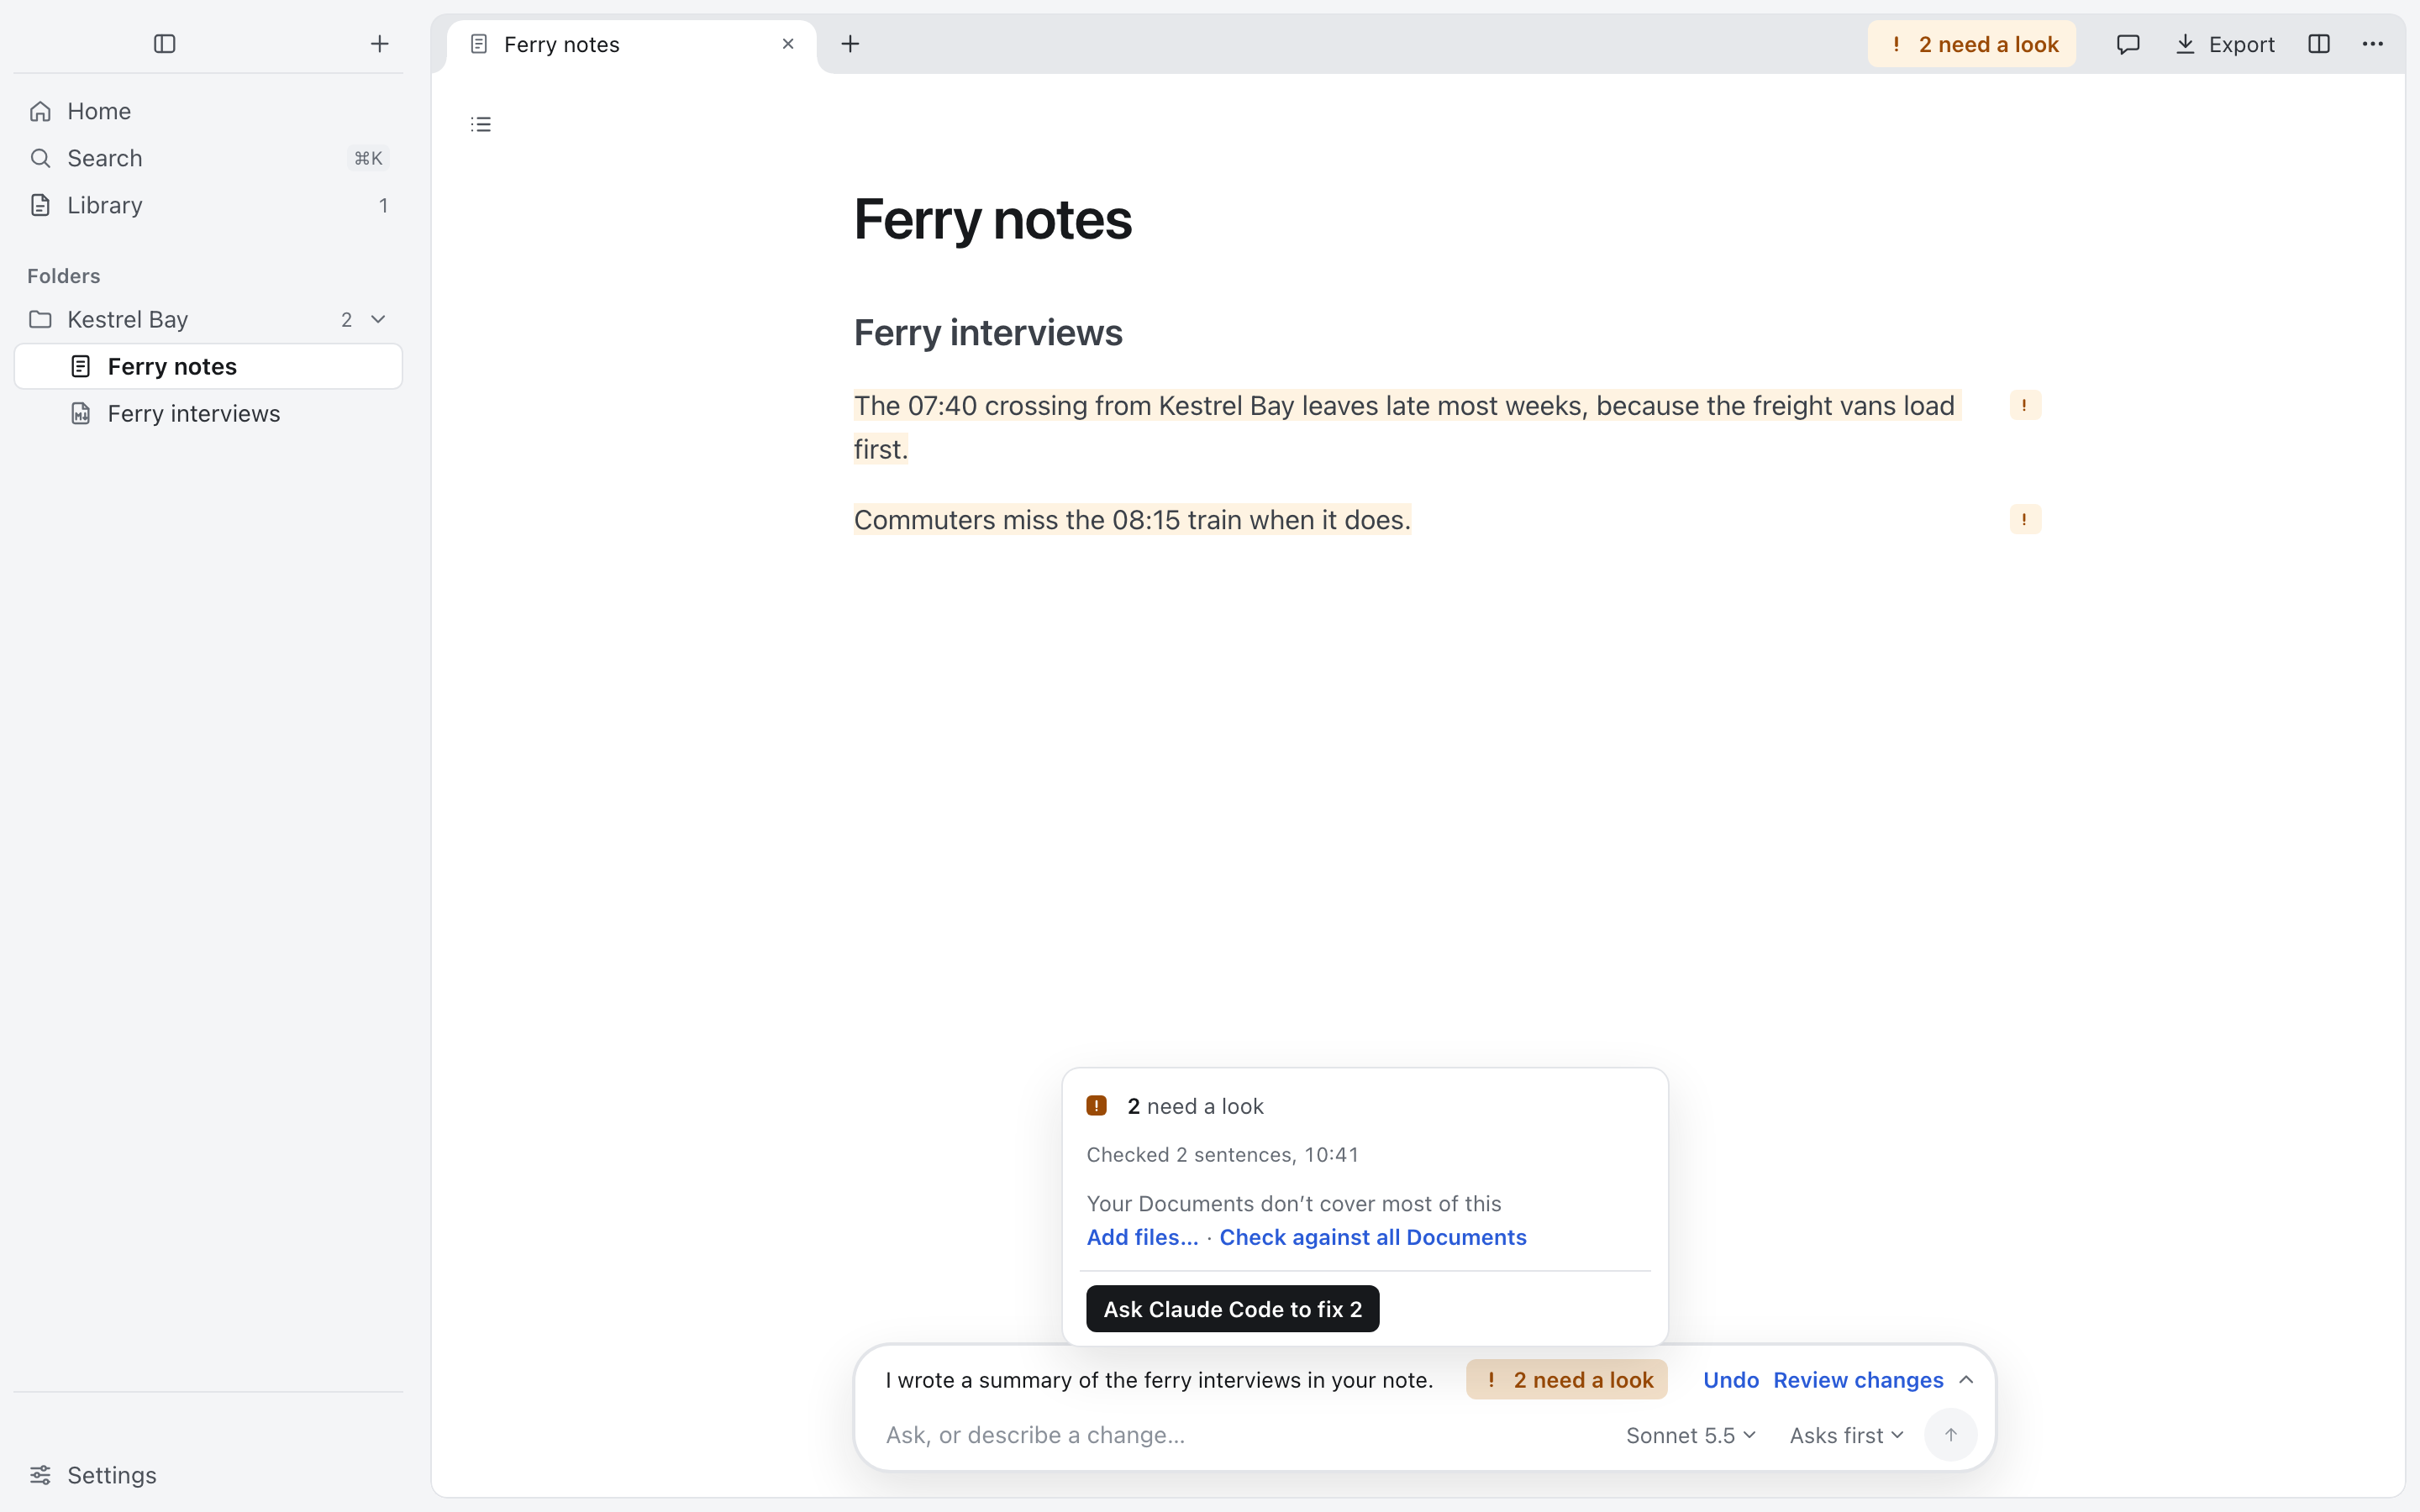 Home
Search ⌘K
Library 1
Folders
Kestrel Bay 2
Ferry notes
Ferry interviews
Settings
Ferry notes
! 2 need a look
Export
Ferry notes
Ferry interviews
The 07:40 crossing from Kestrel Bay leaves late most weeks, because the freight vans load !
first.
Commuters miss the 08:15 train when it does. !
! 2 need a look
Checked 2 sentences, 10:41
Your Documents don’t cover most of this
Add files... · Check against all Documents
Ask Claude Code to fix 2
I wrote a summary of the ferry interviews in your note. ! 2 need a look Undo Review changes
Ask, or describe a change... Sonnet 5.5 Asks first